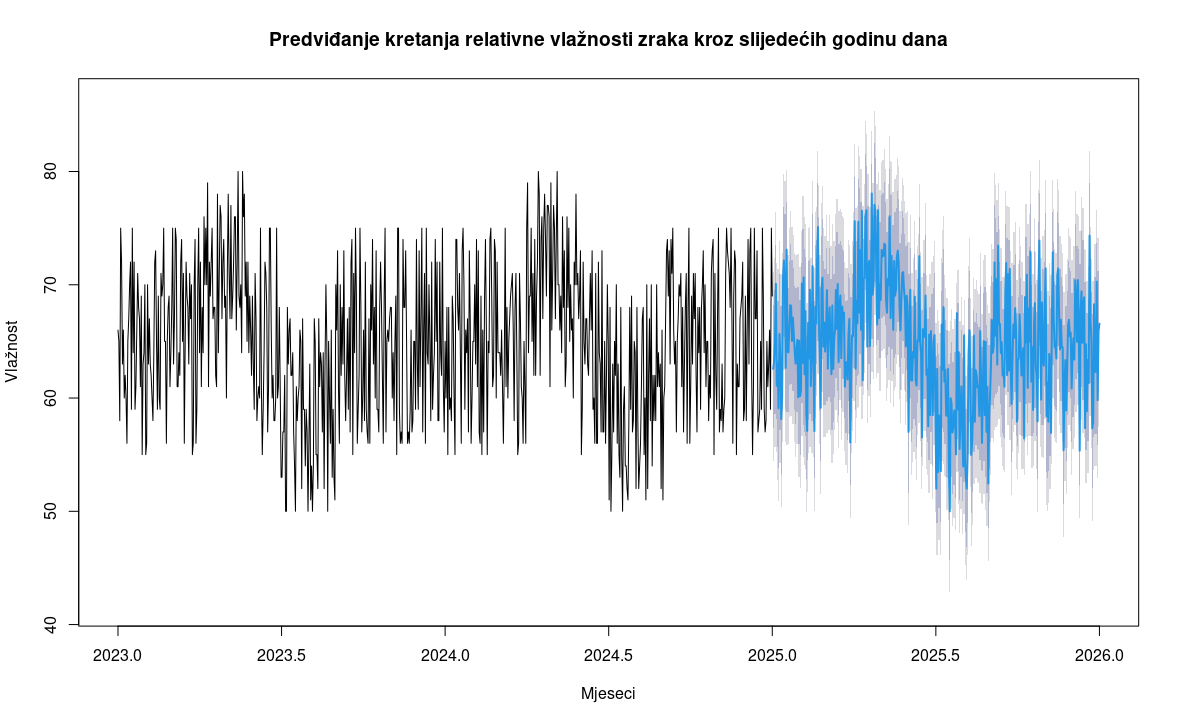 Predviđanje kretanja relativne vlažnosti zraka kroz slijedećih godinu dana
Vlažnost
80
70
60
50
40
2023.0 2023.5 2024.0 2024.5 2025.0 2025.5 2026.0
Mjeseci